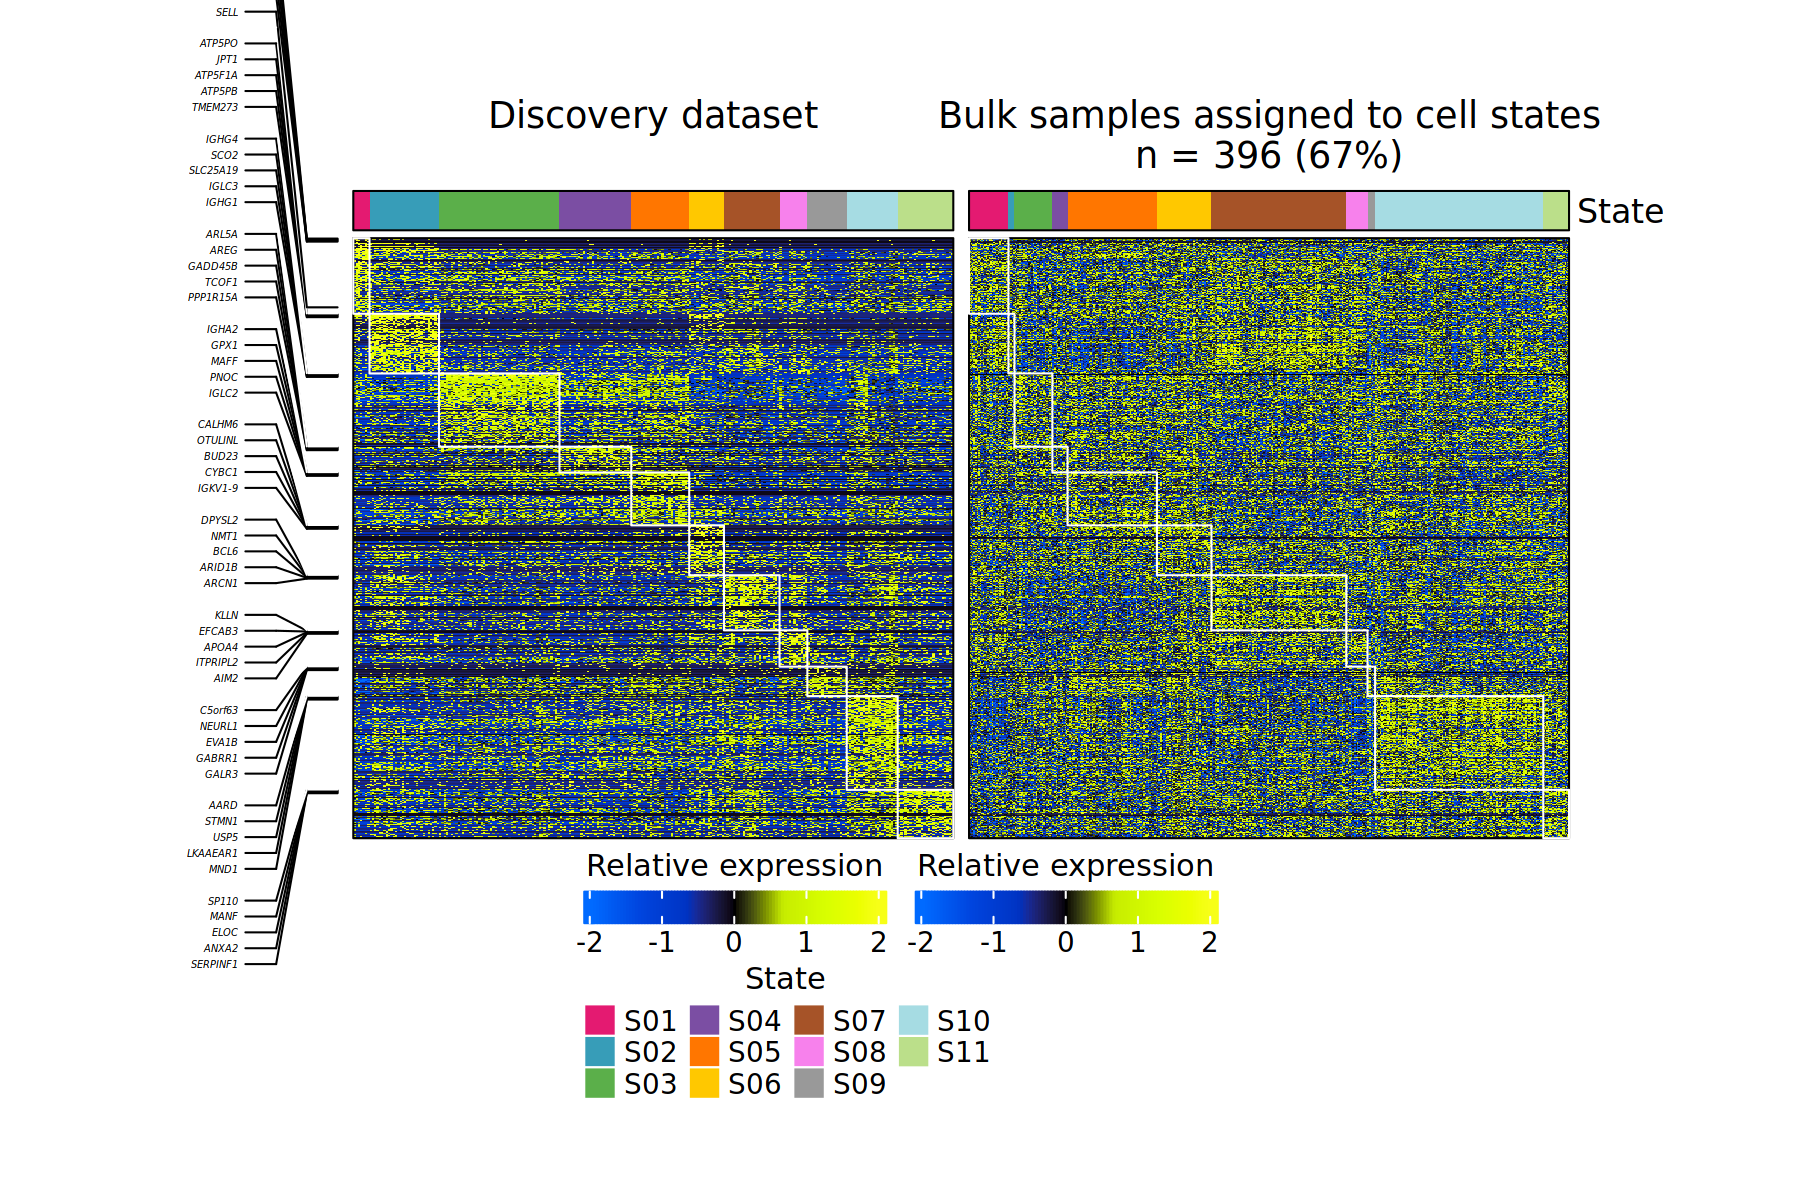 SELL
ATP5PO
JPT1
ATP5F1A
ATP5PB
TMEM273
IGHG4
SCO2
SLC25A19
IGLC3
IGHG1
ARL5A
AREG
GADD45B
TCOF1
PPP1R15A
IGHA2
GPX1
MAFF
PNOC
IGLC2
CALHM6
OTULINL
BUD23
CYBC1
IGKV1-9
DPYSL2
NMT1
BCL6
ARID1B
ARCN1
KLLN
EFCAB3
APOA4
ITPRIPL2
AIM2
C5orf63
NEURL1
EVA1B
GABRR1
GALR3
AARD
STMN1
USP5
LKAAEAR1
MND1
SP110
MANF
ELOC
ANXA2
SERPINF1
Discovery dataset
Bulk samples assigned to cell states
n = 396 (67%)
State
Relative expression
-2 -1 0 1 2
Relative expression
-2 -1 0 1 2
State
S01 S04 S07 S10
S02 S05 S08 S11
S03 S06 S09